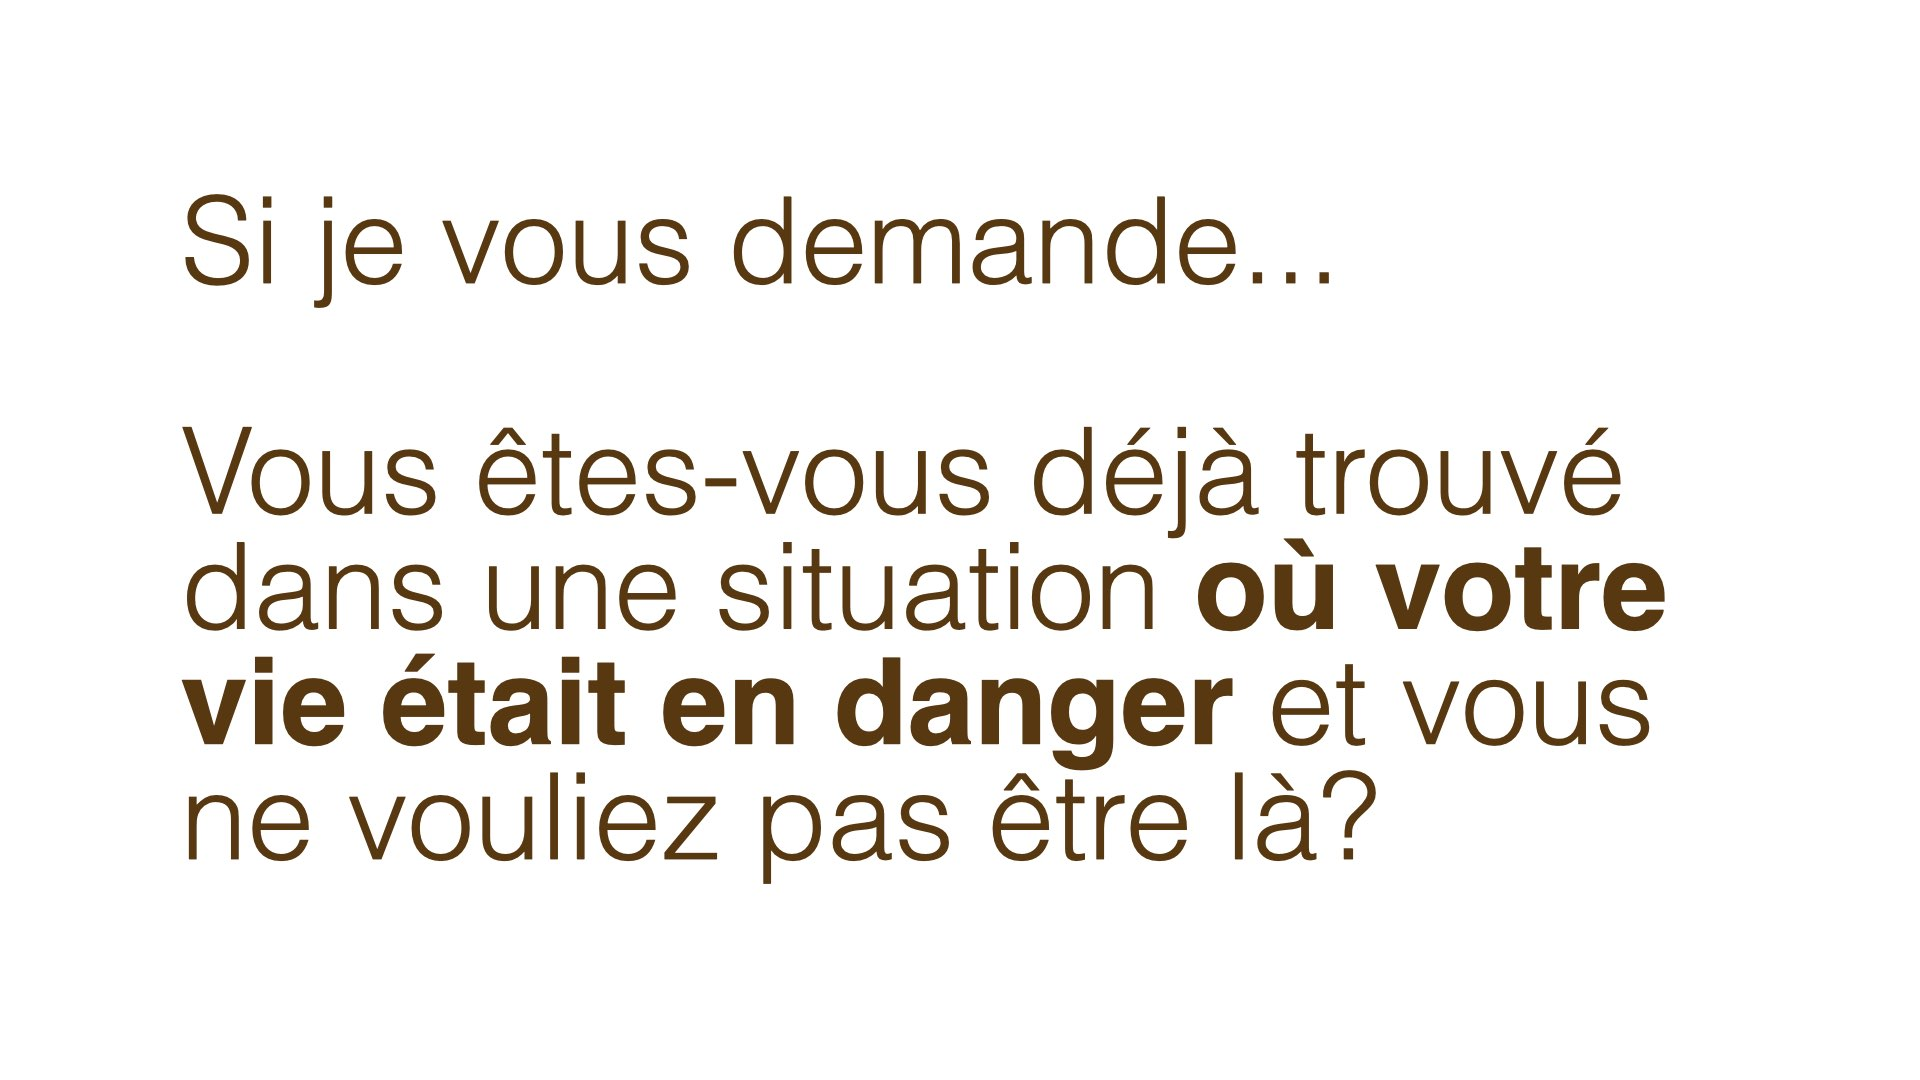 Si je vous demande...
Vous êtes-vous déjà trouvé
dans une situation où votre
vie était en danger et vous
ne vouliez pas être là?